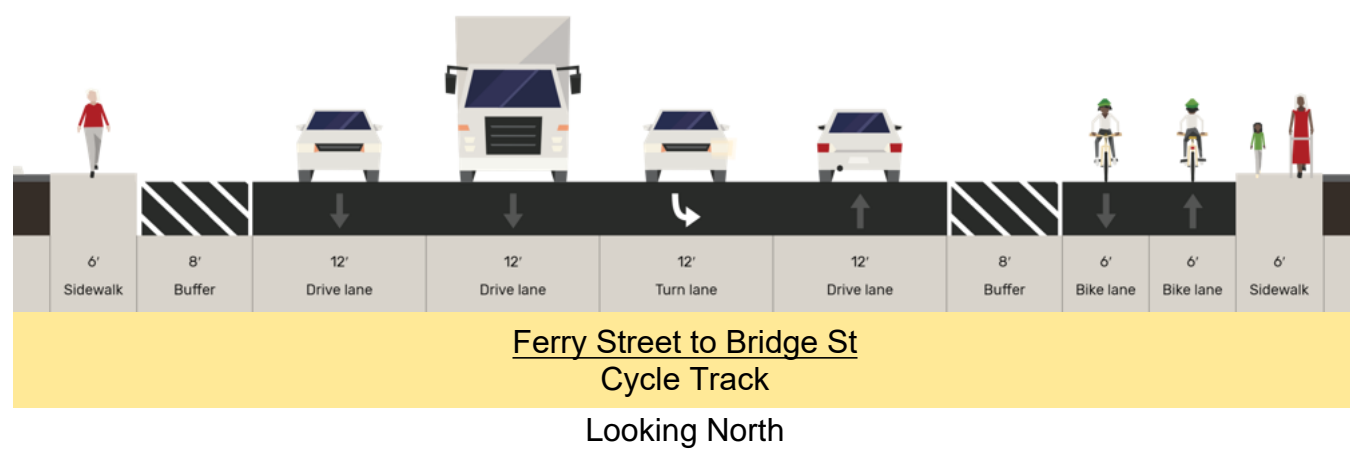 6' 8' 12' 12' 12' 12' 8' 6' 6' 6'
Sidewalk Buffer Drive lane Drive lane Turn lane Drive lane Buffer Bike lane Bike lane Sidewalk
Ferry Street to Bridge St
Cycle Track
Looking North